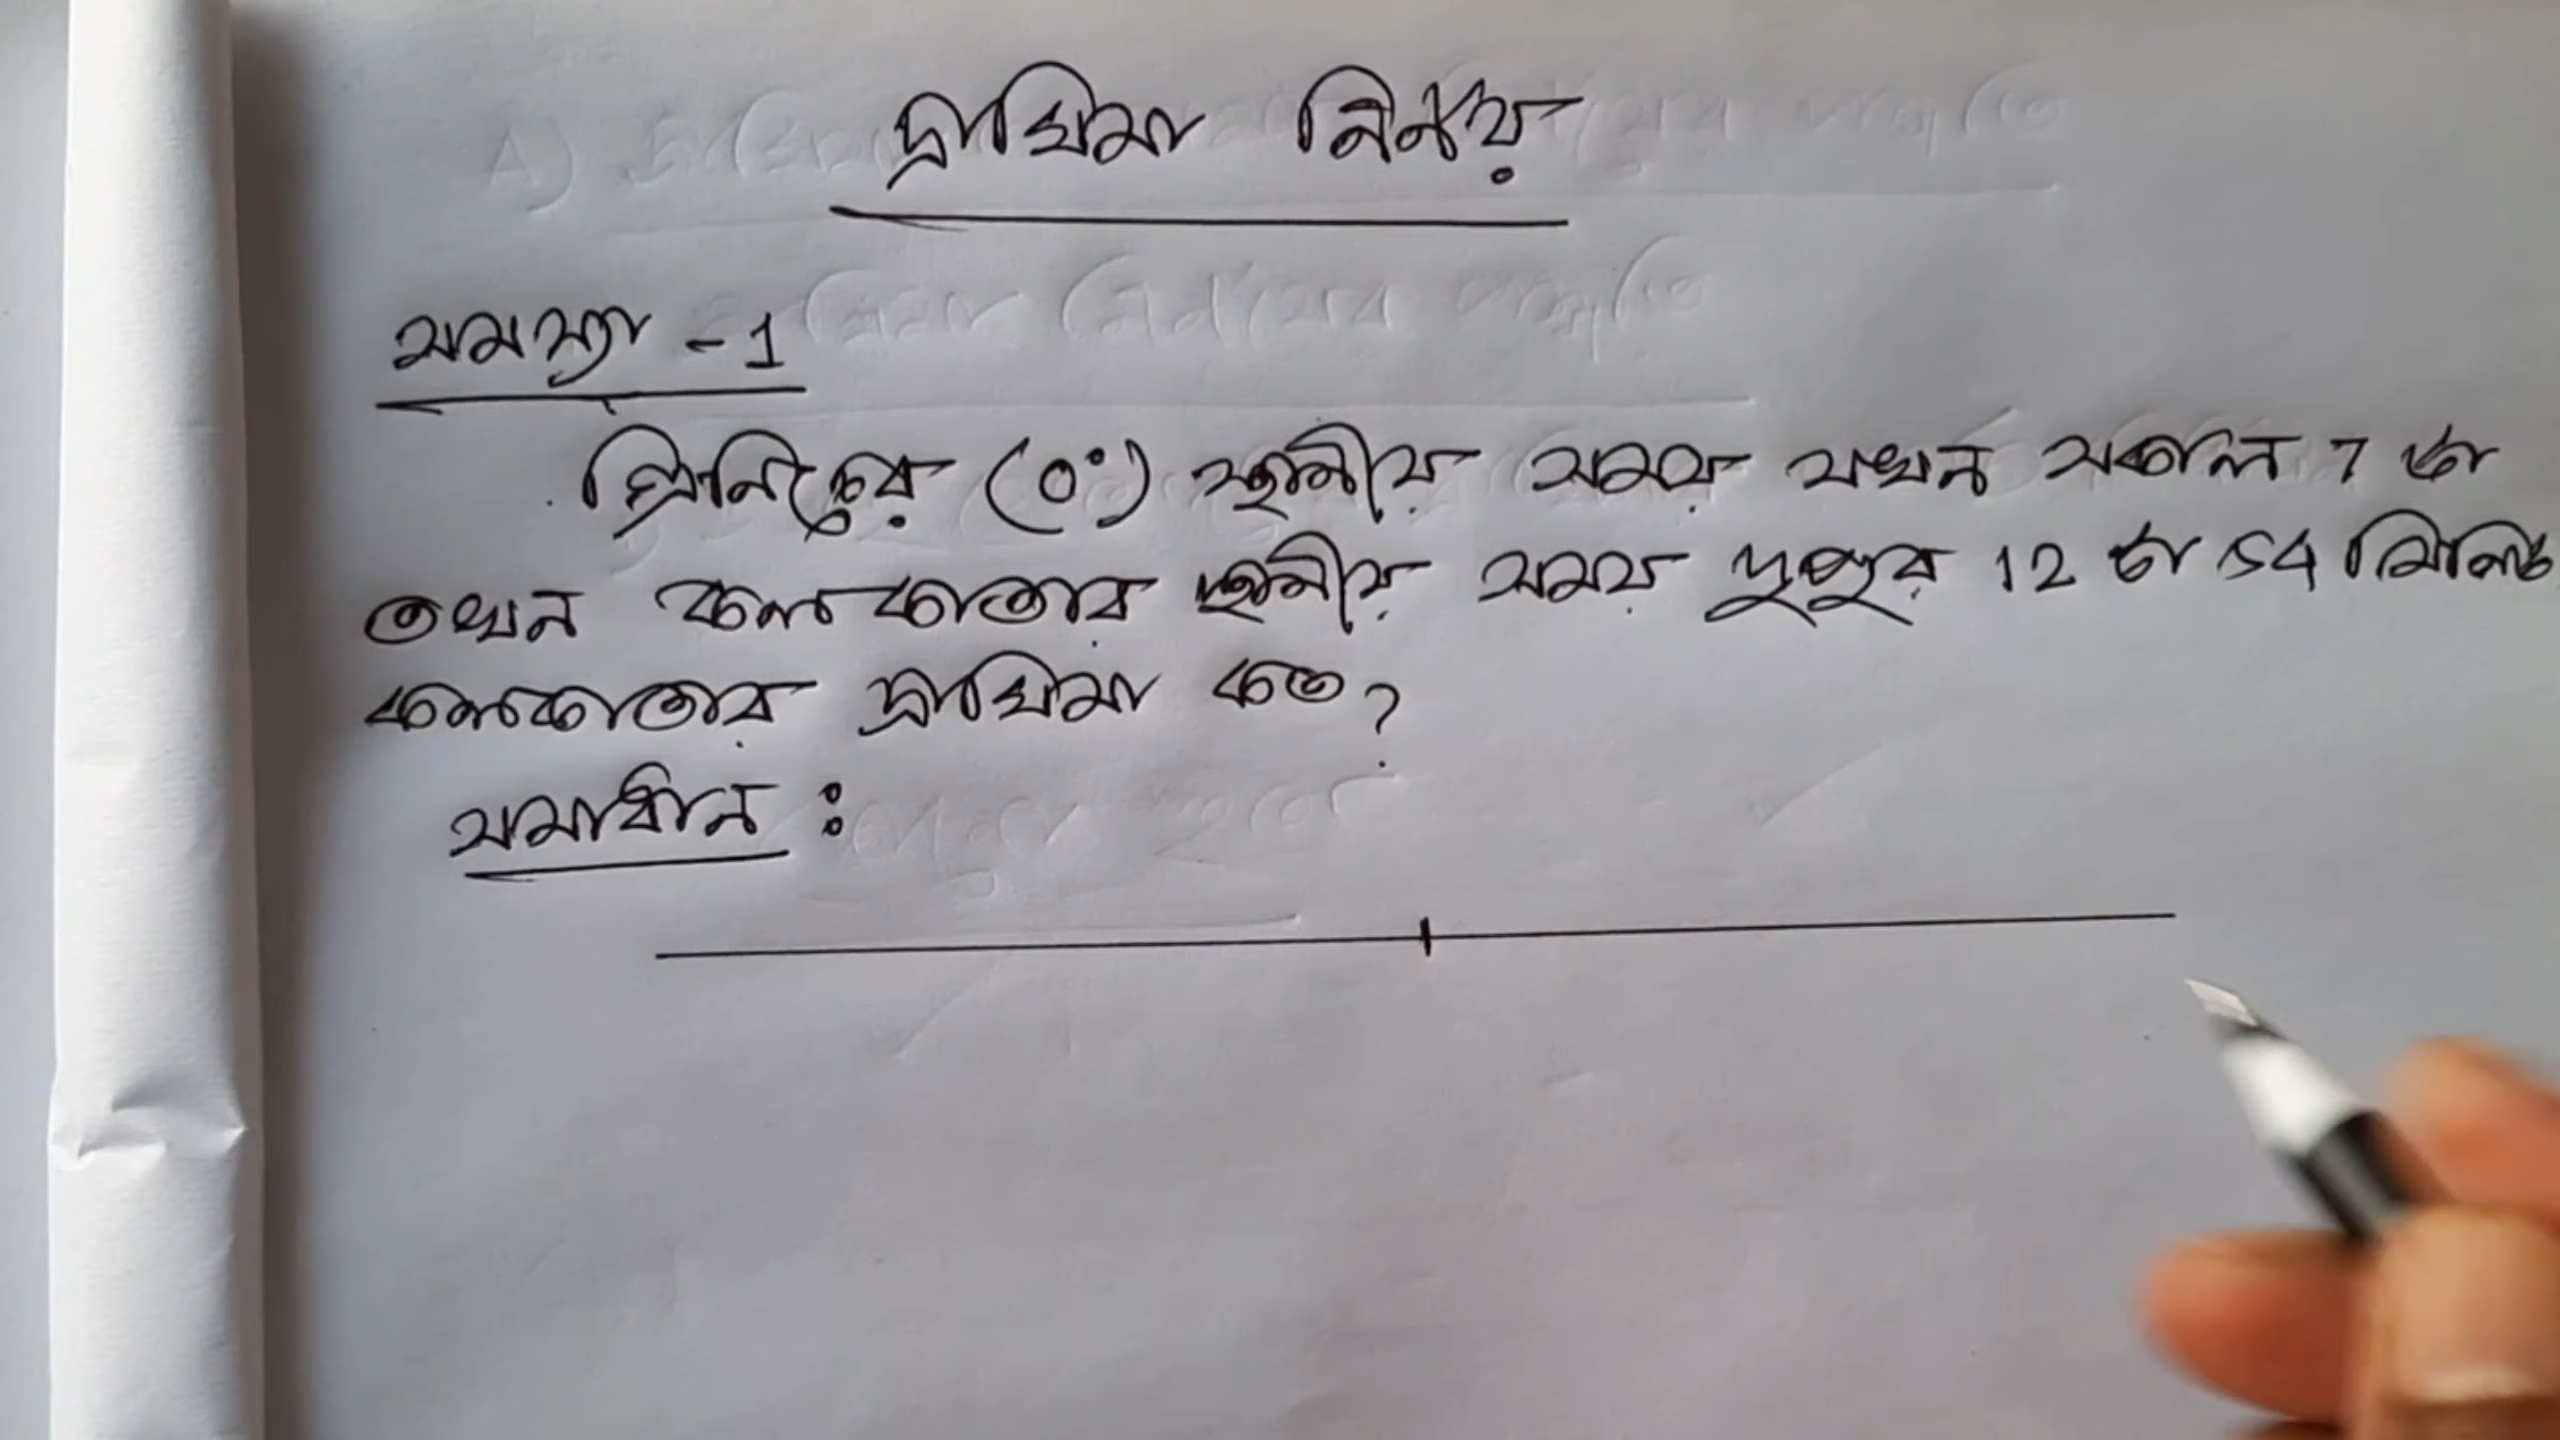 দ্রাঘিমা নির্ণয়
সমস্যা - 1
গ্রিনিচের (0°) স্থানীয় সময় যখন সকাল 7 টা
তখন কলকাতার স্থানীয় সময় দুপুর 12 টা 54 মিনিট
কলকাতার দ্রাঘিমা কত?
সমাধান :